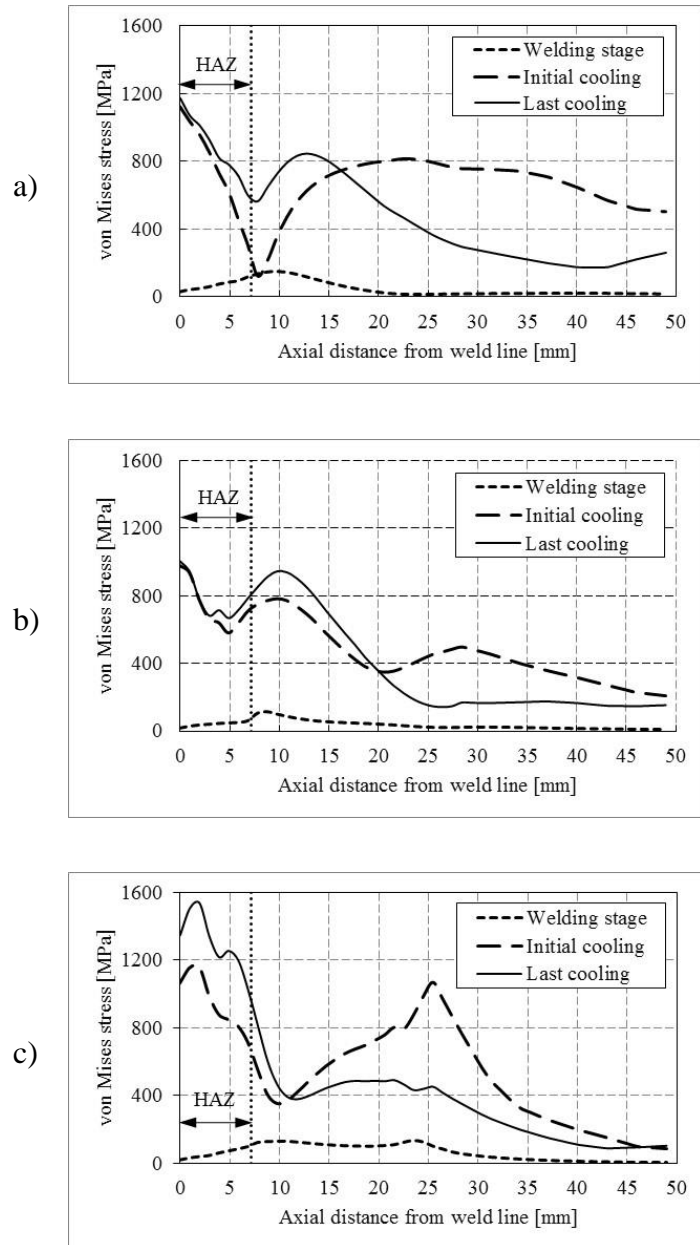 a)
von Mises stress [MPa]
1600
1200
800
400
0
HAZ
Welding stage
Initial cooling
Last cooling
0 5 10 15 20 25 30 35 40 45 50
Axial distance from weld line [mm]
b)
von Mises stress [MPa]
1600
1200
800
400
0
HAZ
Welding stage
Initial cooling
Last cooling
0 5 10 15 20 25 30 35 40 45 50
Axial distance from weld line [mm]
c)
von Mises stress [MPa]
1600
1200
800
400
0
HAZ
Welding stage
Initial cooling
Last cooling
0 5 10 15 20 25 30 35 40 45 50
Axial distance from weld line [mm]